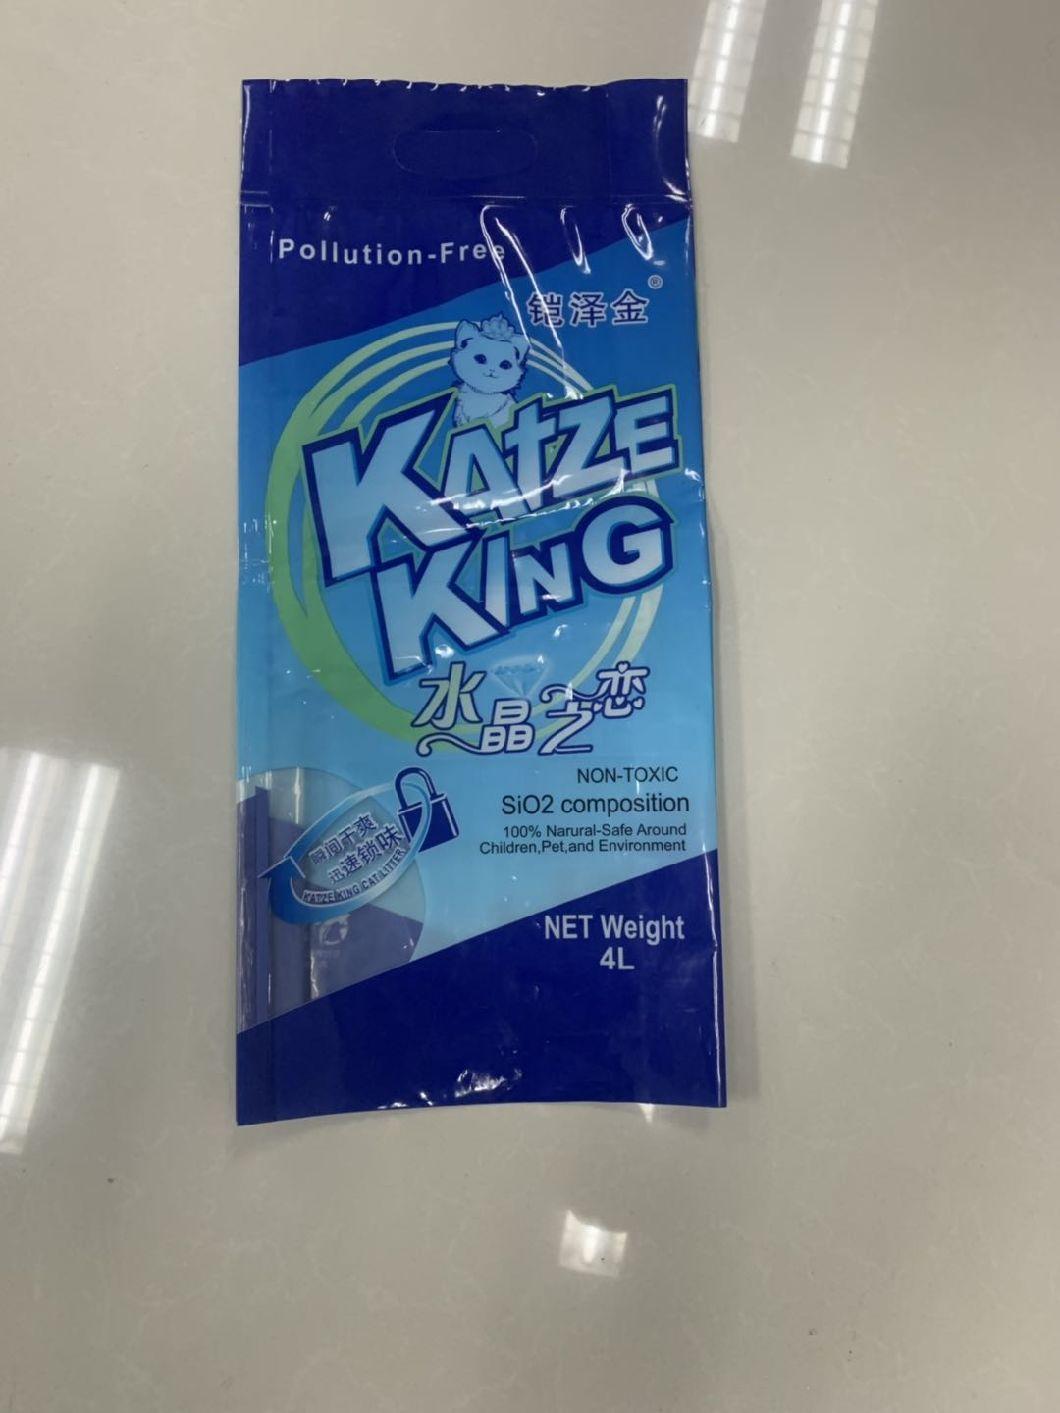 Pollution-Free
铠泽金®
KATZE
KING
水晶之恋
NON-TOXIC
SiO2 composition
100% Narural-Safe Around
Children,Pet,and Environment
瞬间干爽
迅速锁味
KATZE KING CAT LITTER
NET Weight
4L